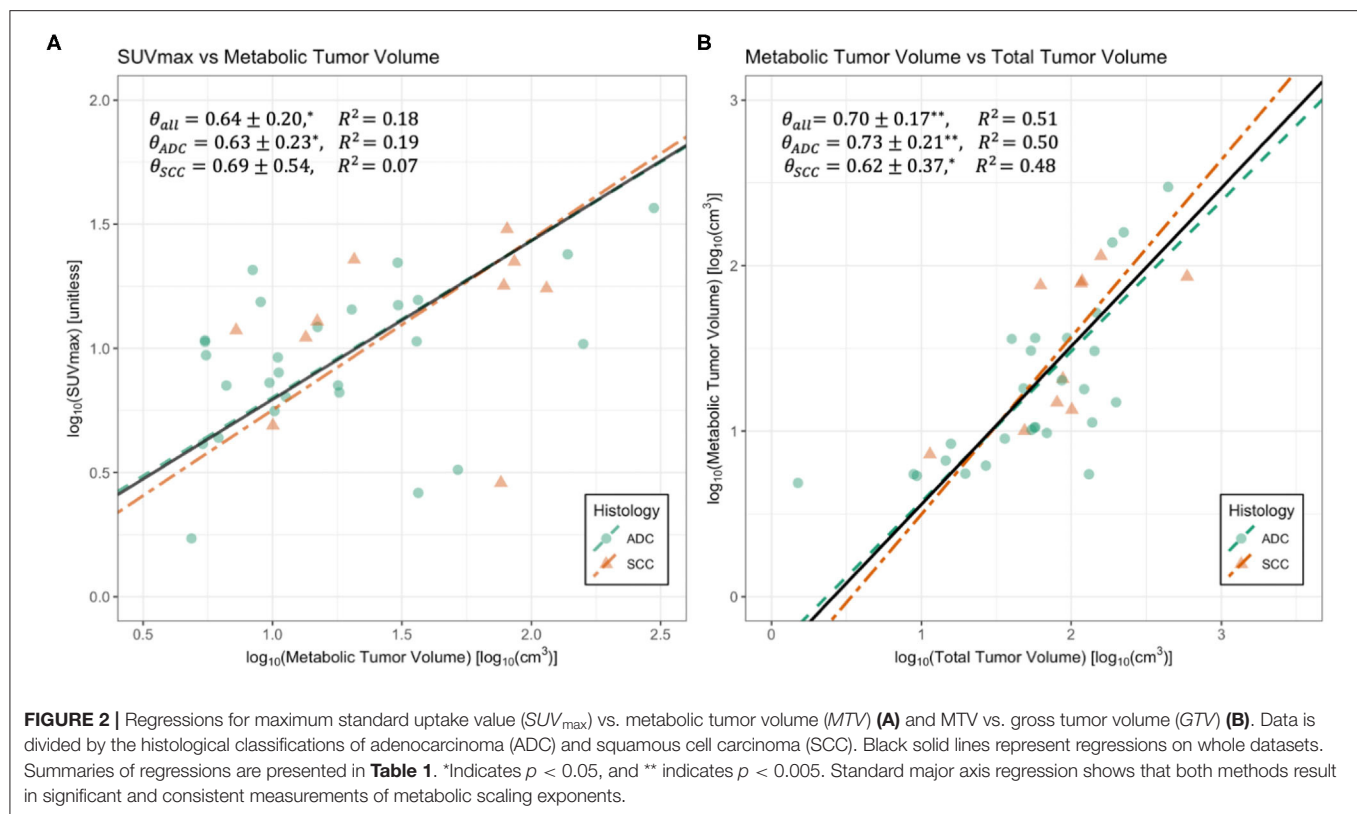 A
SUVmax vs Metabolic Tumor Volume
θall = 0.64 ± 0.20,* R² = 0.18
θADC = 0.63 ± 0.23*, R² = 0.19
θSCC = 0.69 ± 0.54, R² = 0.07
log10(SUVmax) [unitless]
2.0
1.5
1.0
0.5
0.0
Histology
ADC
SCC
0.5 1.0 1.5 2.0 2.5
log10(Metabolic Tumor Volume) [log10(cm³)]
B
Metabolic Tumor Volume vs Total Tumor Volume
θall = 0.70 ± 0.17**, R² = 0.51
θADC = 0.73 ± 0.21**, R² = 0.50
θSCC = 0.62 ± 0.37,* R² = 0.48
log10(Metabolic Tumor Volume) [log10(cm³)]
3
2
1
0
Histology
ADC
SCC
0 1 2 3
log10(Total Tumor Volume) [log10(cm³)]
FIGURE 2 | Regressions for maximum standard uptake value (SUVmax) vs. metabolic tumor volume (MTV) (A) and MTV vs. gross tumor volume (GTV) (B). Data is
divided by the histological classifications of adenocarcinoma (ADC) and squamous cell carcinoma (SCC). Black solid lines represent regressions on whole datasets.
Summaries of regressions are presented in Table 1. *Indicates p < 0.05, and ** indicates p < 0.005. Standard major axis regression shows that both methods result
in significant and consistent measurements of metabolic scaling exponents.